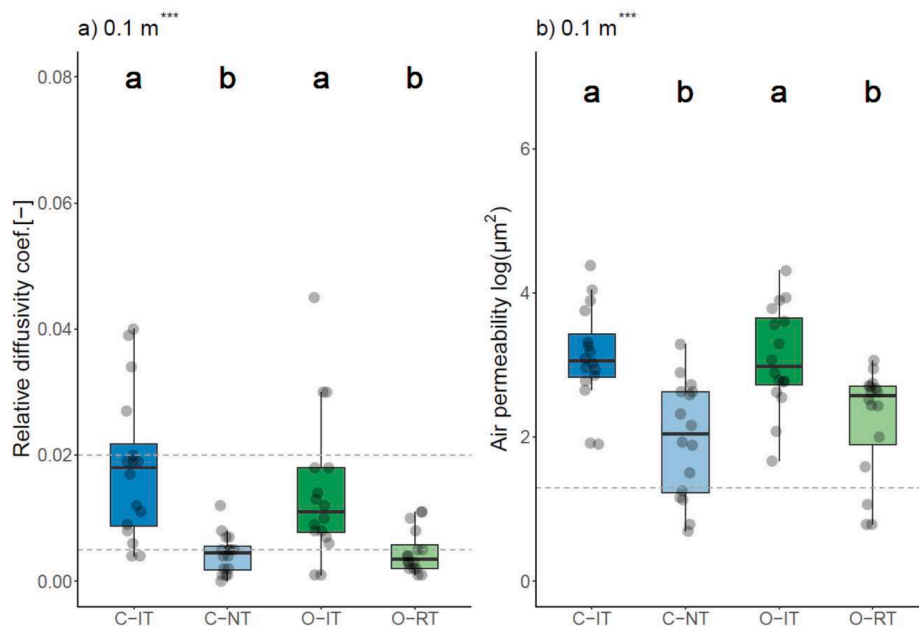 a) 0.1 m***
a b a b
0.08
0.06
0.04
0.02
0.00
Relative diffusivity coef.[−]
C−IT C−NT O−IT O−RT
b) 0.1 m***
a b a b
6
4
2
0
Air permeability log(μm²)
C−IT C−NT O−IT O−RT